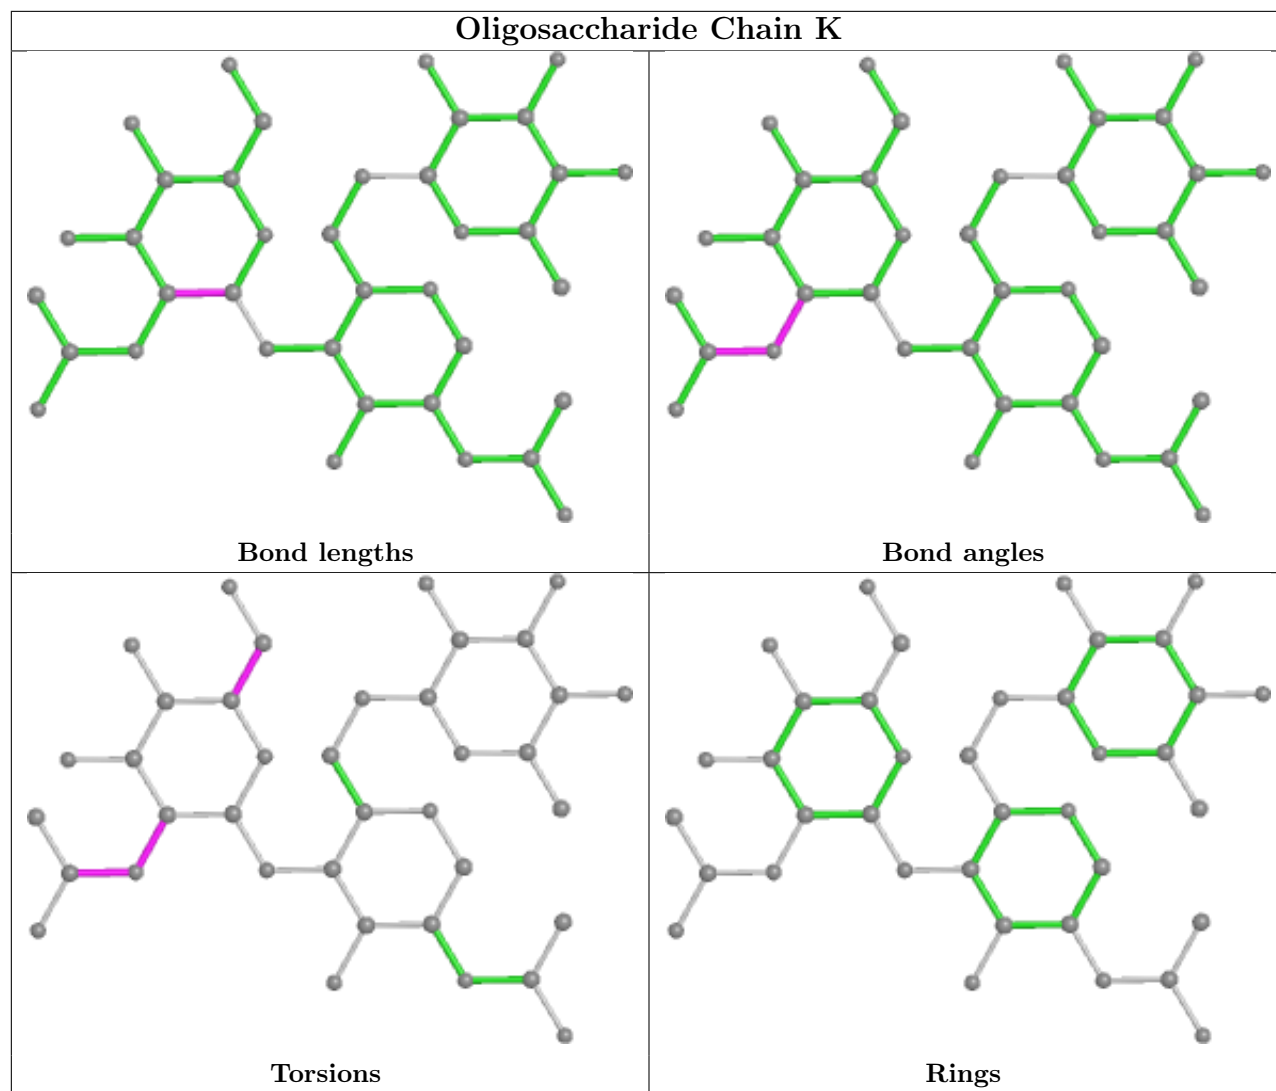 Oligosaccharide Chain K
Bond lengths
Bond angles
Torsions
Rings